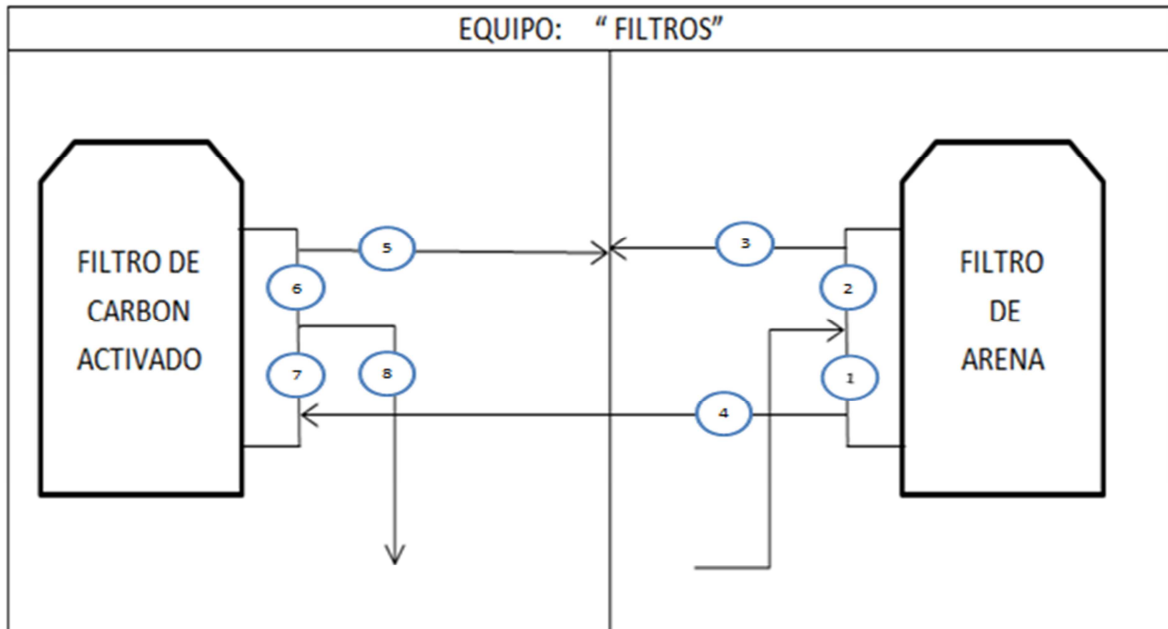 EQUIPO: “ FILTROS”
FILTRO DE
CARBON
ACTIVADO
5
6
7
8
3
2
1
4
FILTRO
DE
ARENA